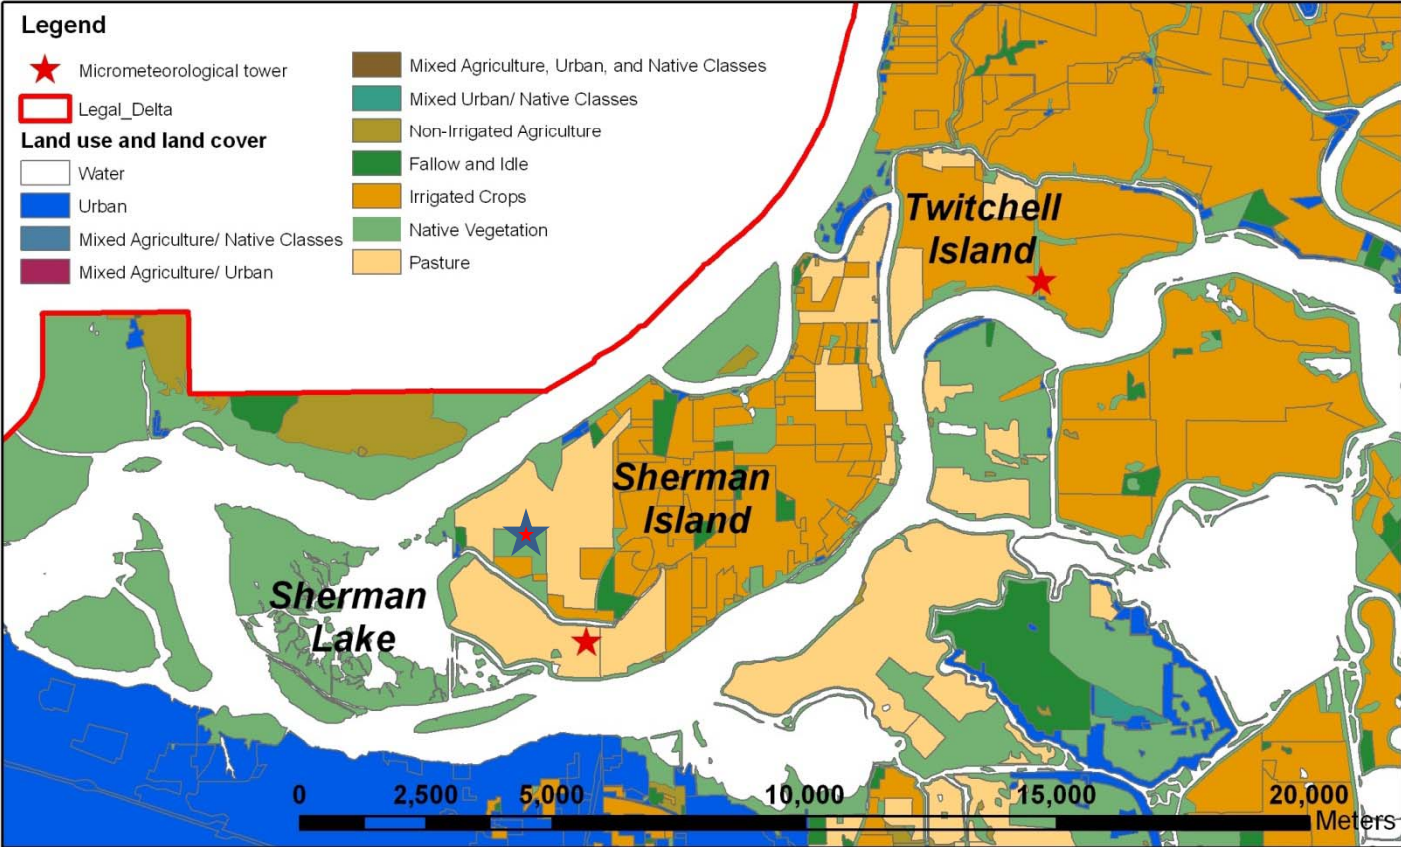 Legend
Micrometeorological tower
Legal_Delta
Land use and land cover
Water
Urban
Mixed Agriculture/ Native Classes
Mixed Agriculture/ Urban
Mixed Agriculture, Urban, and Native Classes
Mixed Urban/ Native Classes
Non-Irrigated Agriculture
Fallow and Idle
Irrigated Crops
Native Vegetation
Pasture
Twitchell
Island
Sherman
Island
Sherman
Lake
0 2,500 5,000 10,000 15,000 20,000
Meters